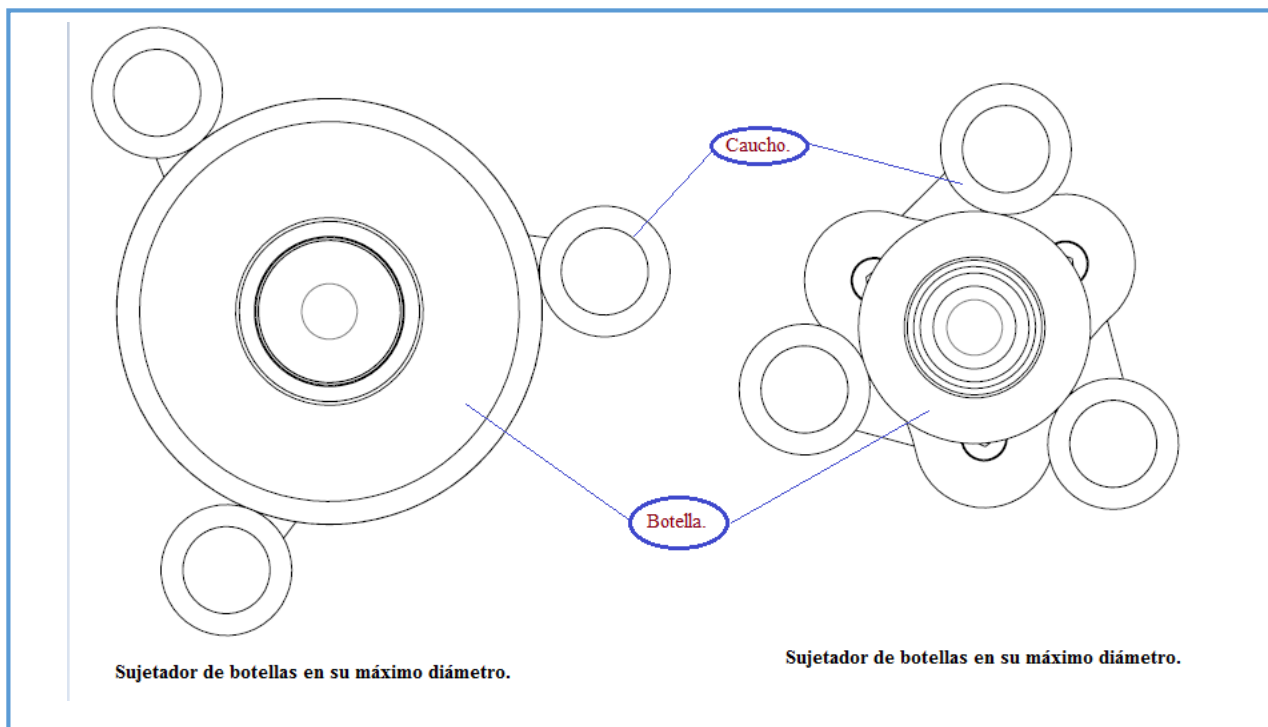 Caucho.
Botella.
Sujetador de botellas en su máximo diámetro.
Sujetador de botellas en su máximo diámetro.